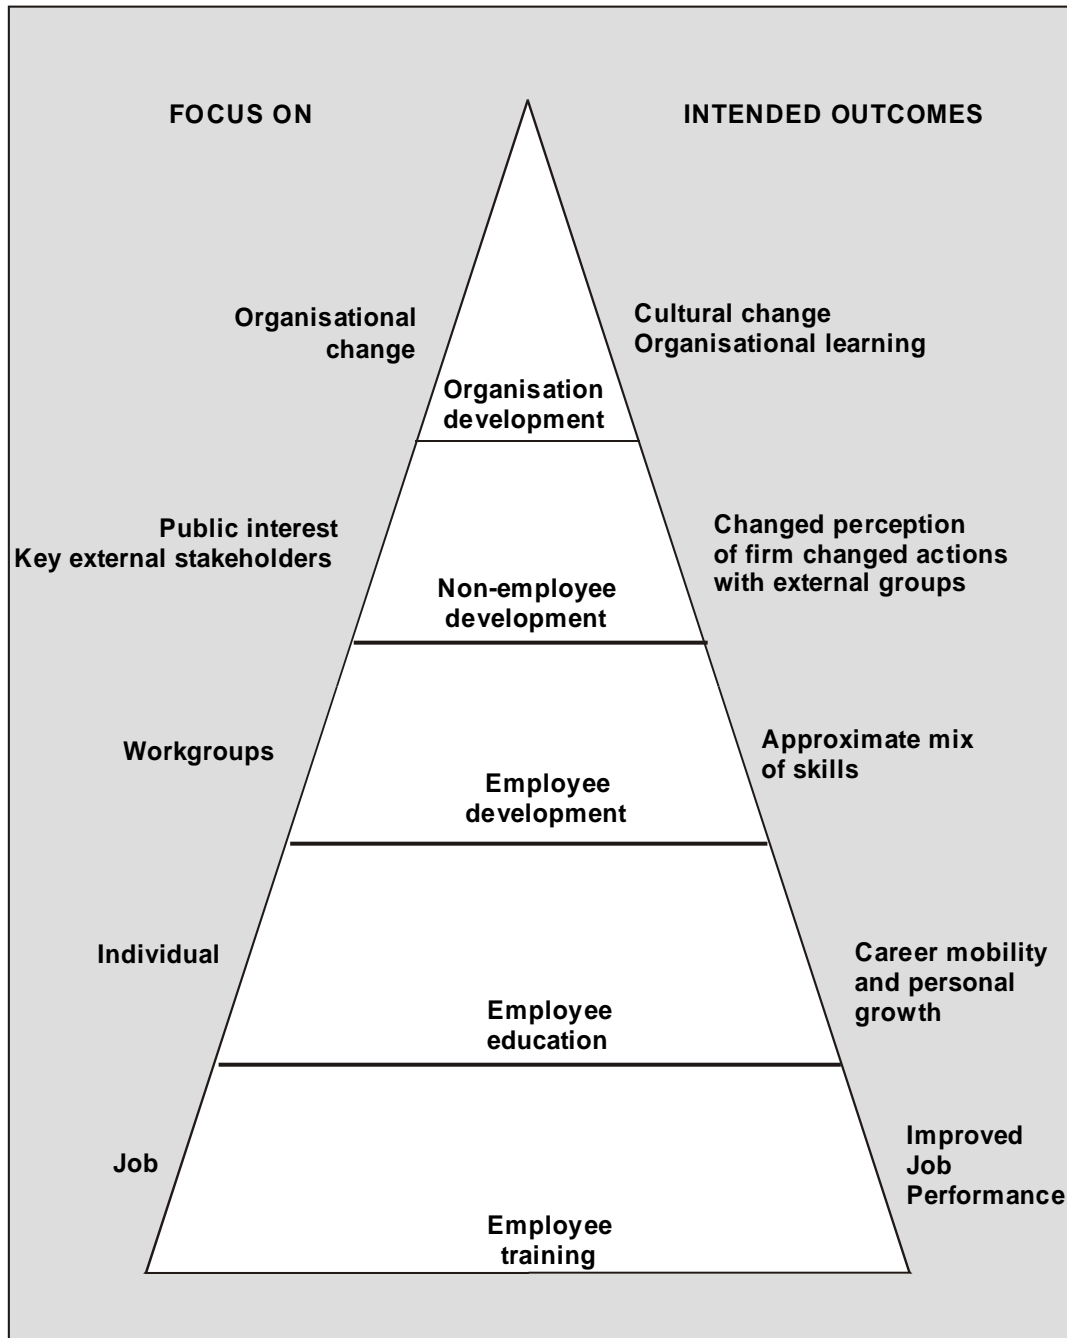 FOCUS ON
INTENDED OUTCOMES
Organisational
change
Cultural change
Organisational learning
Organisation
development
Public interest
Key external stakeholders
Changed perception
of firm changed actions
with external groups
Non-employee
development
Workgroups
Approximate mix
of skills
Employee
development
Individual
Career mobility
and personal
growth
Employee
education
Job
Improved
Job
Performance
Employee
training